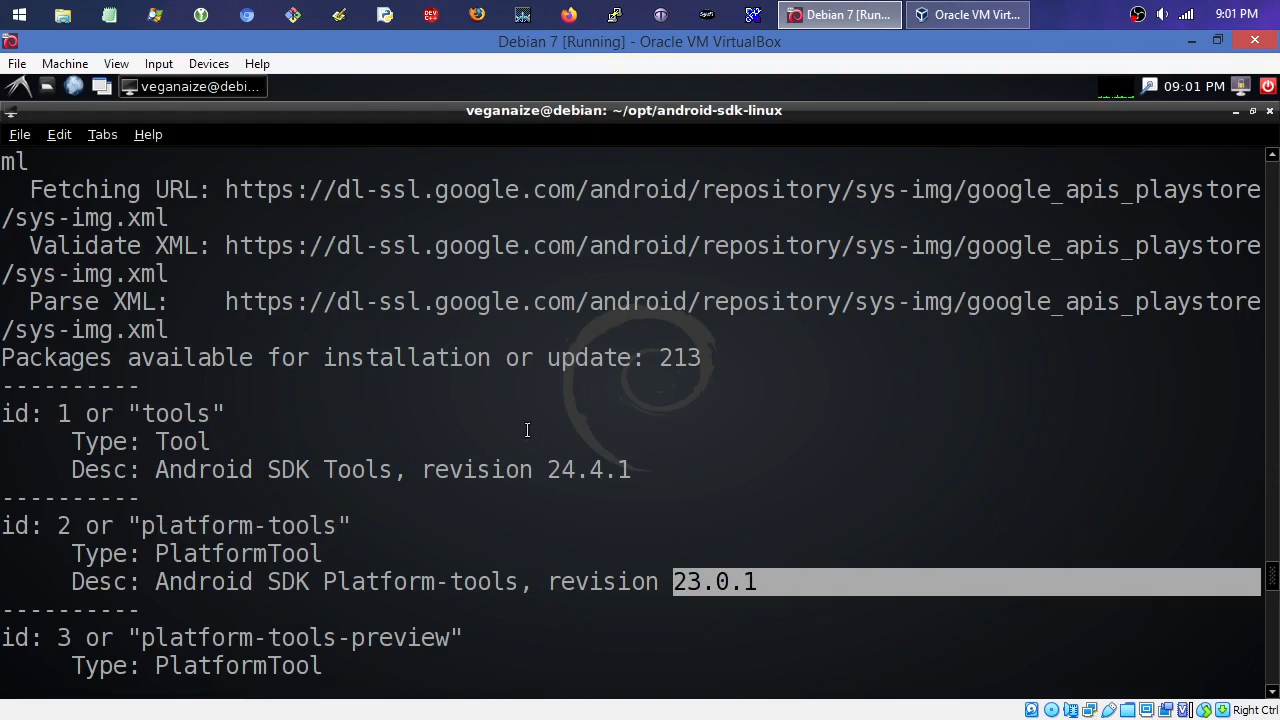 Debian 7 [Run...
Oracle VM Virt...
9:01 PM
Debian 7 [Running] - Oracle VM VirtualBox
File Machine View Input Devices Help
veganaize@debi...
09:01 PM
veganaize@debian: ~/opt/android-sdk-linux
File Edit Tabs Help
ml
  Fetching URL: https://dl-ssl.google.com/android/repository/sys-img/google_apis_playstore
/sys-img.xml
  Validate XML: https://dl-ssl.google.com/android/repository/sys-img/google_apis_playstore
/sys-img.xml
  Parse XML:    https://dl-ssl.google.com/android/repository/sys-img/google_apis_playstore
/sys-img.xml
Packages available for installation or update: 213
----------
id: 1 or "tools"
     Type: Tool
     Desc: Android SDK Tools, revision 24.4.1
----------
id: 2 or "platform-tools"
     Type: PlatformTool
     Desc: Android SDK Platform-tools, revision 23.0.1
----------
id: 3 or "platform-tools-preview"
     Type: PlatformTool
Right Ctrl